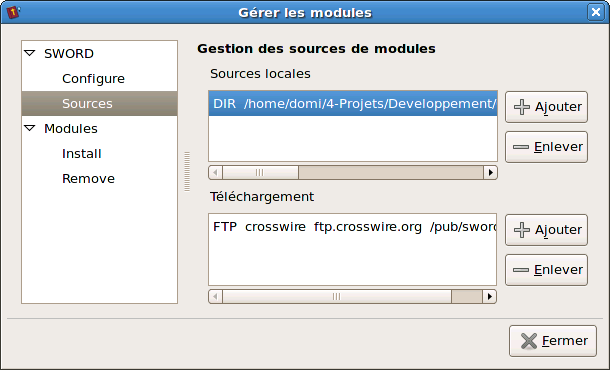 Gérer les modules
SWORD
Configure
Sources
Modules
Install
Remove
Gestion des sources de modules
Sources locales
DIR /home/domi/4-Projets/Developpement/
Ajouter
Enlever
Téléchargement
FTP crosswire ftp.crosswire.org /pub/sword
Ajouter
Enlever
Fermer